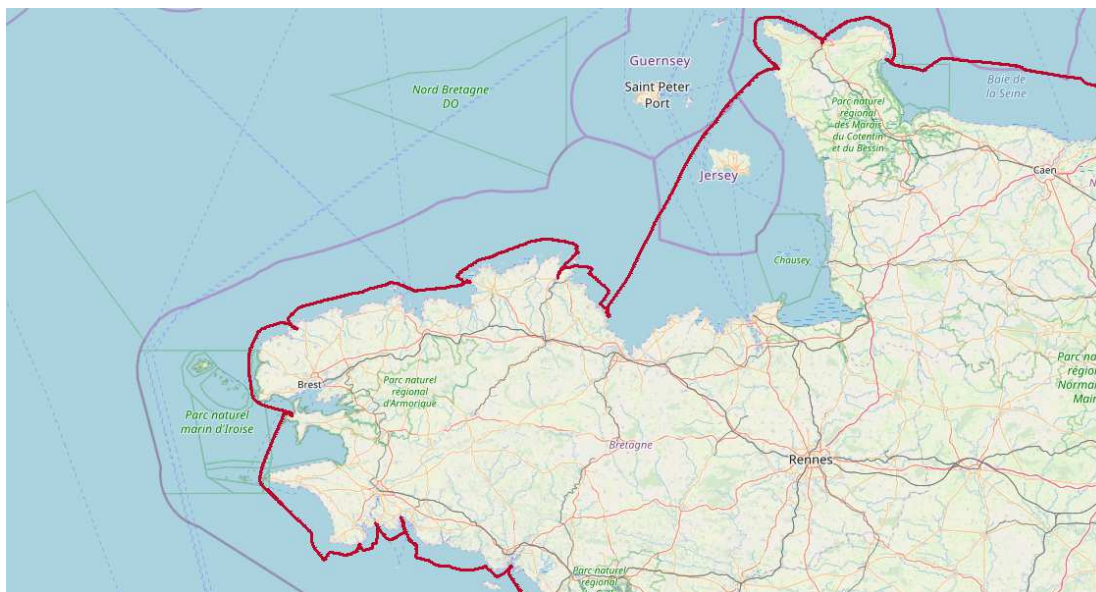 Guernsey
Saint Peter
Port
Nord Bretagne
DO
Baie de
la Seine
Parc naturel
régional
des Marais
du Cotentin
et du Bessin
Jersey
Caen
Chausey
Parc na
régio
Norma
Main
Brest
Parc naturel
régional
d'Armorique
Parc naturel
marin d'Iroise
Bretagne
Rennes
Parc naturel
régional